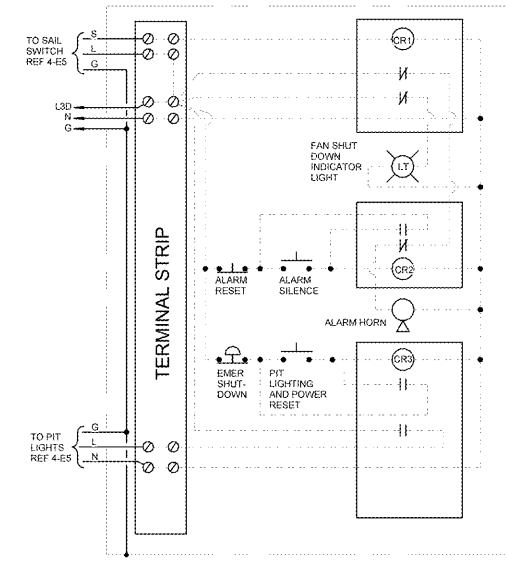 TO SAIL
SWITCH
REF 4-E5
S
L
G
L3D
N
G
TERMINAL STRIP
CR1
FAN SHUT
DOWN
INDICATOR
LIGHT
LT
ALARM
RESET
ALARM
SILENCE
CR2
ALARM HORN
EMER
SHUT-
DOWN
PIT
LIGHTING
AND POWER
RESET
CR3
TO PIT
LIGHTS
REF 4-E5
G
L
N